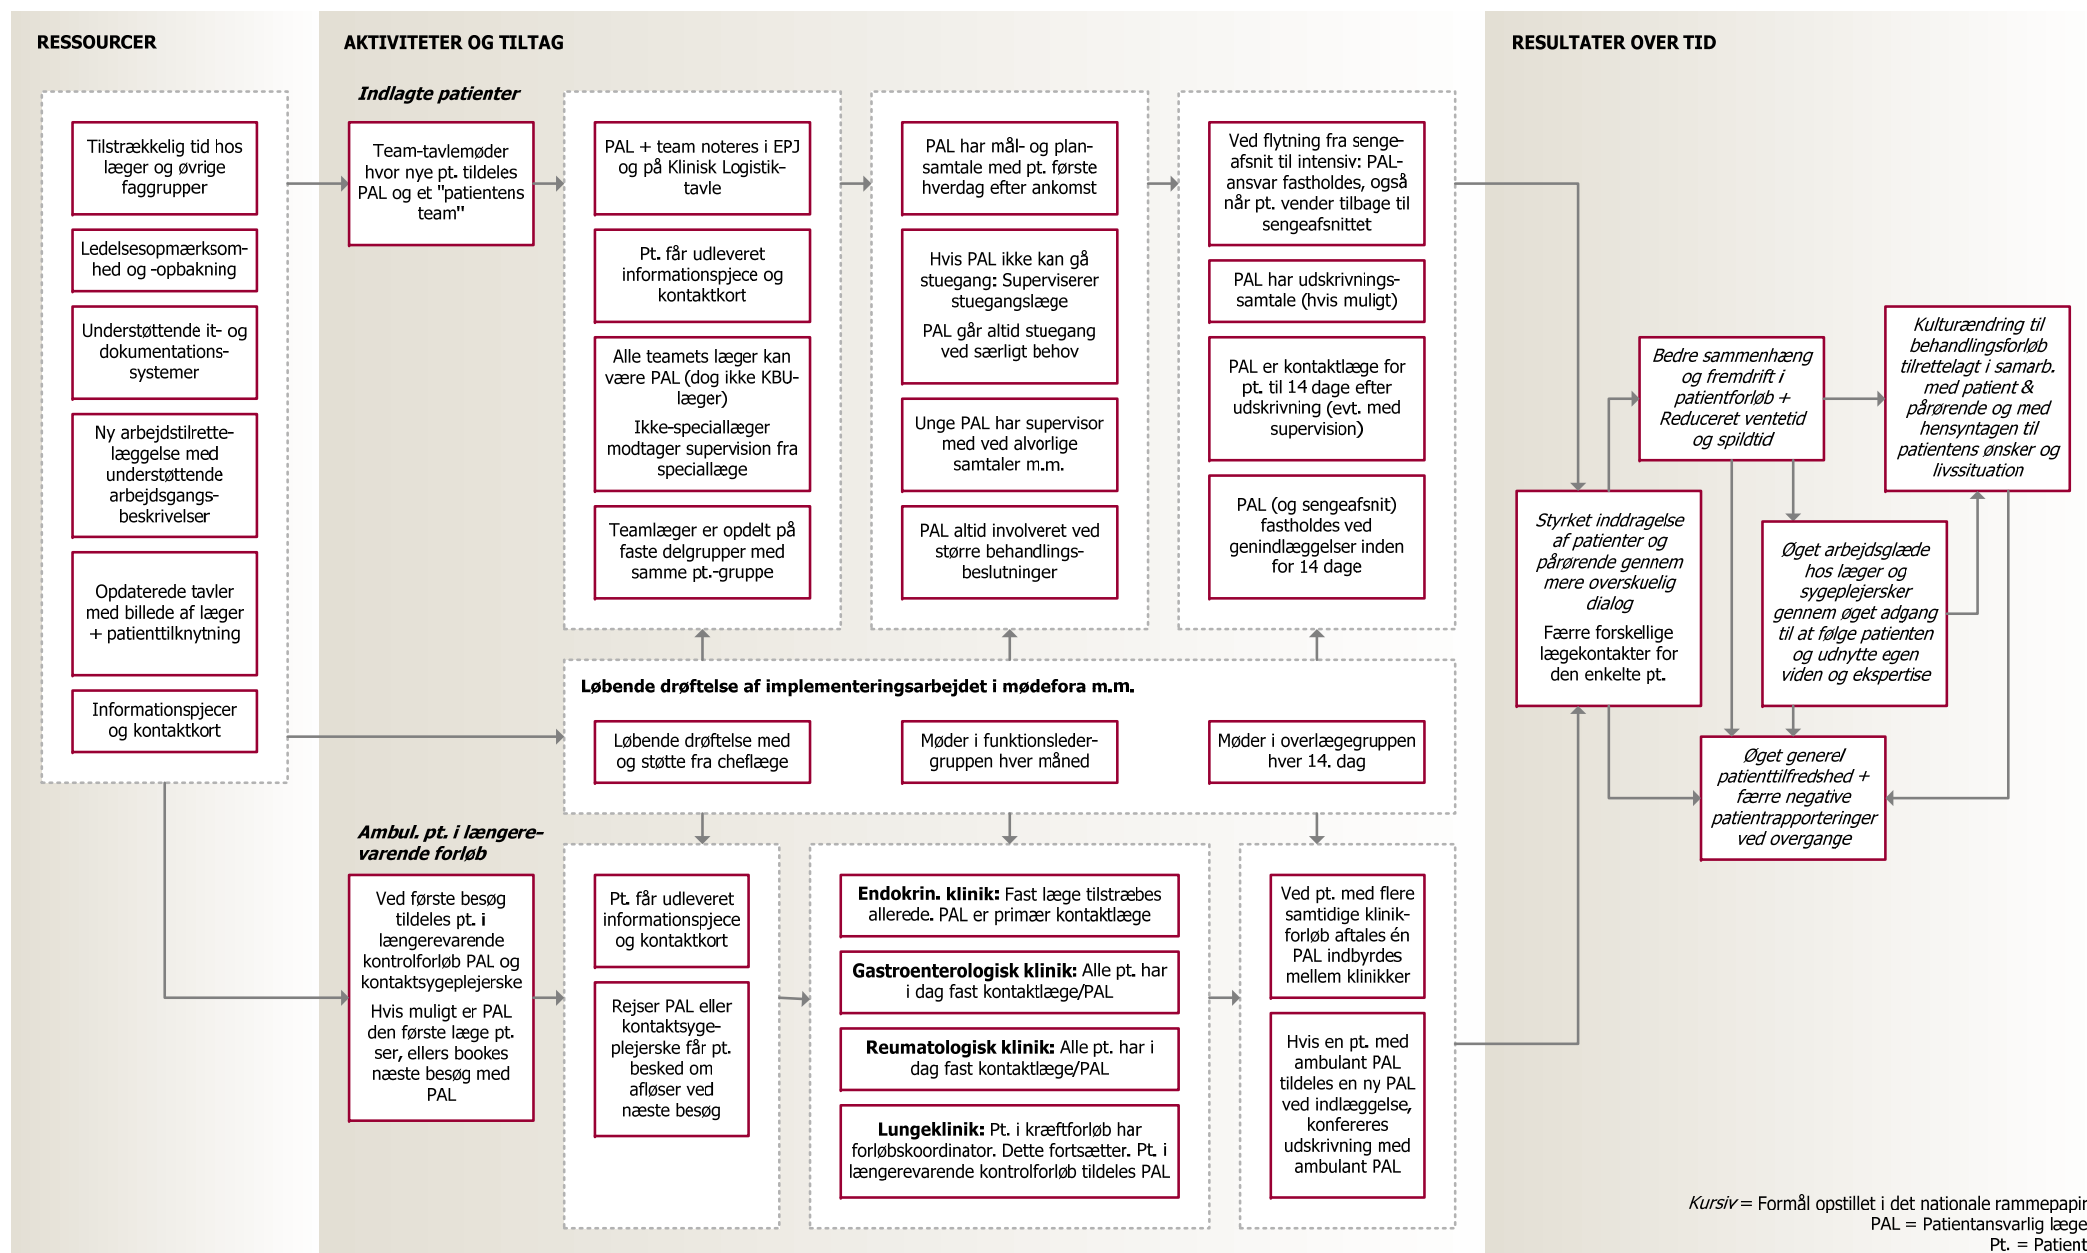 RESSOURCER
Tilstrækkelig tid hos
læger og øvrige
faggrupper
Ledelsesopmærksom-
hed og -opbakning
Understøttende it- og
dokumentations-
systemer
Ny arbejdstilrette-
læggelse med
understøttende
arbejdsgangs-
beskrivelser
Opdaterede tavler
med billede af læger
+ patienttilknytning
Informationspjecer
og kontaktkort
AKTIVITETER OG TILTAG
Indlagte patienter
Team-tavlemøder
hvor nye pt. tildeles
PAL og et "patientens
team"
PAL + team noteres i EPJ
og på Klinisk Logistik-
tavle
Pt. får udleveret
informationspjece og
kontaktkort
Alle teamets læger kan
være PAL (dog ikke KBU-
læger)
Ikke-speciallæger
modtager supervision fra
speciallæge
Teamlæger er opdelt på
faste delgrupper med
samme pt.-gruppe
PAL har mål- og plan-
samtale med pt. første
hverdag efter ankomst
Hvis PAL ikke kan gå
stuegang: Superviserer
stuegangslæge
PAL går altid stuegang
ved særligt behov
Unge PAL har supervisor
med ved alvorlige
samtaler m.m.
PAL altid involveret ved
større behandlings-
beslutninger
Ved flytning fra senge-
afsnit til intensiv: PAL-
ansvar fastholdes, også
når pt. vender tilbage til
sengeafsnittet
PAL har udskrivnings-
samtale (hvis muligt)
PAL er kontaktlæge for
pt. til 14 dage efter
udskrivning (evt. med
supervision)
PAL (og sengeafsnit)
fastholdes ved
genindlæggelser inden
for 14 dage
Løbende drøftelse af implementeringsarbejdet i mødefora m.m.
Løbende drøftelse med
og støtte fra cheflæge
Møder i funktionsleder-
gruppen hver måned
Møder i overlægegruppen
hver 14. dag
Ambul. pt. i længere-
varende forløb
Ved første besøg
tildeles pt. i
længerevarende
kontrolforløb PAL og
kontaktsygeplejerske
Hvis muligt er PAL
den første læge pt.
ser, ellers bookes
næste besøg med
PAL
Pt. får udleveret
informationspjece
og kontaktkort
Rejser PAL eller
kontaktsyge-
plejerske får pt.
besked om
afløser ved
næste besøg
Endokrin. klinik: Fast læge tilstræbes
allerede. PAL er primær kontaktlæge
Gastroenterologisk klinik: Alle pt. har
i dag fast kontaktlæge/PAL
Reumatologisk klinik: Alle pt. har i
dag fast kontaktlæge/PAL
Lungeklinik: Pt. i kræftforløb har
forløbskoordinator. Dette fortsætter. Pt. i
længerevarende kontrolforløb tildeles PAL
Ved pt. med flere
samtidige klinik-
forløb aftales én
PAL indbyrdes
mellem klinikker
Hvis en pt. med
ambulant PAL
tildeles en ny PAL
ved indlæggelse,
konfereres
udskrivning med
ambulant PAL
RESULTATER OVER TID
Styrket inddragelse
af patienter og
pårørende gennem
mere overskuelig
dialog
Færre forskellige
lægekontakter for
den enkelte pt.
Bedre sammenhæng
og fremdrift i
patientforløb +
Reduceret ventetid
og spildtid
Kulturændring til
behandlingsforløb
tilrettelagt i samarb.
med patient &
pårørende og med
hensyntagen til
patientens ønsker og
livssituation
Øget arbejdsglæde
hos læger og
sygeplejersker
gennem øget adgang
til at følge patienten
og udnytte egen
viden og ekspertise
Øget generel
patienttilfredshed +
færre negative
patientrapporteringer
ved overgange
Kursiv = Formål opstillet i det nationale rammepapir
PAL = Patientansvarlig læge
Pt. = Patient